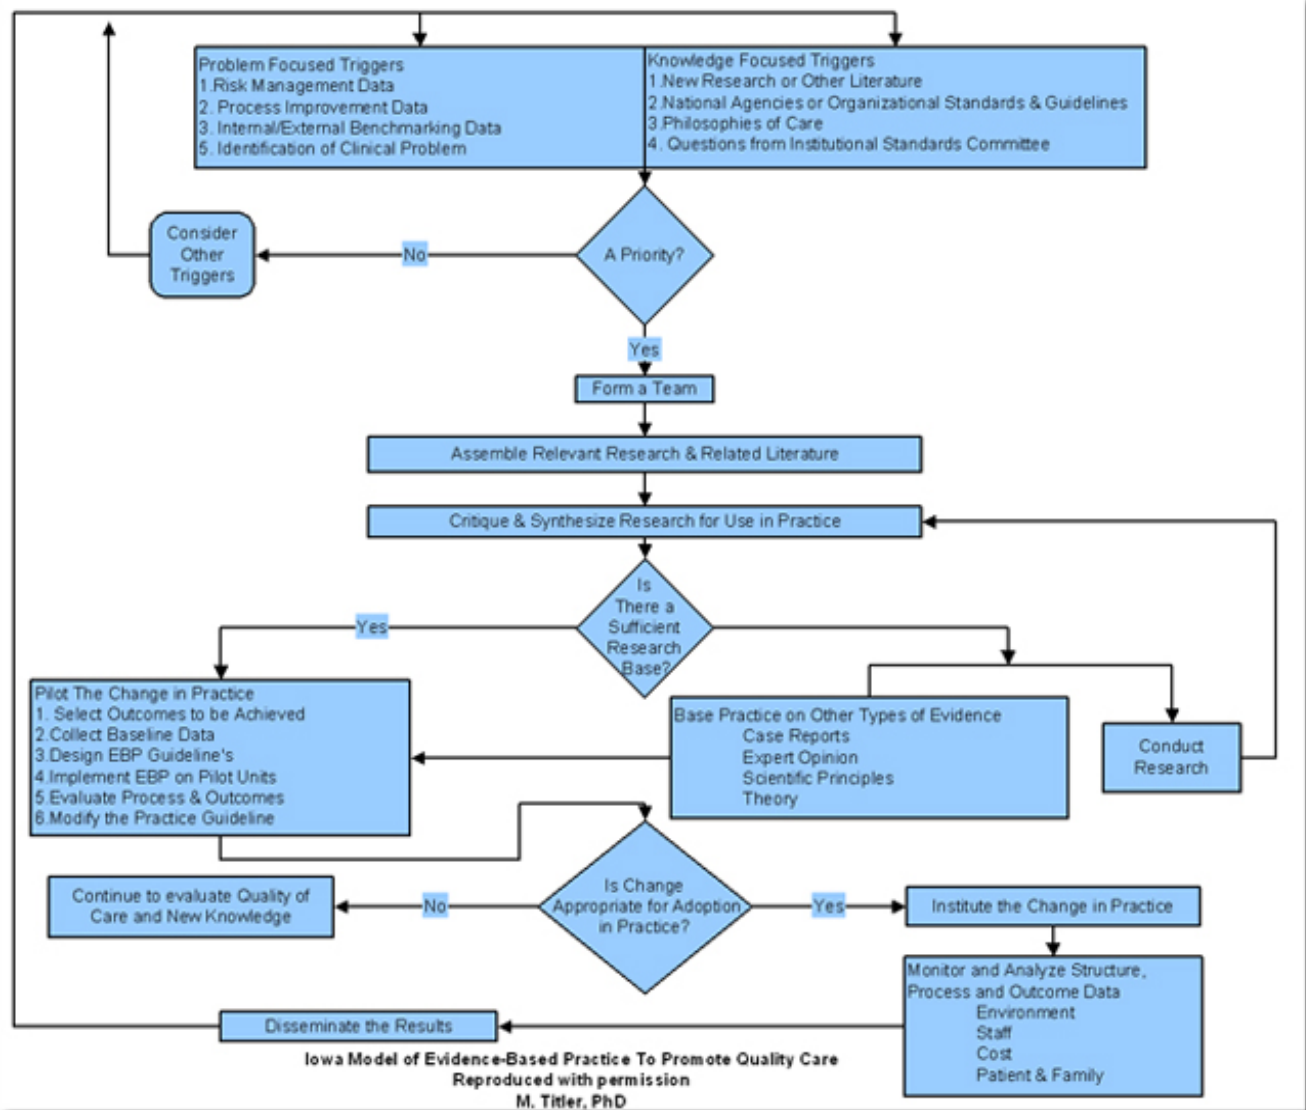 Problem Focused Triggers
1.Risk Management Data
2. Process Improvement Data
3. Internal/External Benchmarking Data
5. Identification of Clinical Problem
Knowledge Focused Triggers
1.New Research or Other Literature
2.National Agencies or Organizational Standards & Guidelines
3.Philosophies of Care
4. Questions from Institutional Standards Committee
Consider
Other
Triggers
No
A Priority?
Yes
Form a Team
Assemble Relevant Research & Related Literature
Critique & Synthesize Research for Use in Practice
Is
There a
Sufficient
Research
Base?
Yes
Pilot The Change in Practice
1. Select Outcomes to be Achieved
2.Collect Baseline Data
3.Design EBP Guideline's
4.Implement EBP on Pilot Units
5.Evaluate Process & Outcomes
6.Modify the Practice Guideline
Base Practice on Other Types of Evidence
Case Reports
Expert Opinion
Scientific Principles
Theory
Conduct
Research
Continue to evaluate Quality of
Care and New Knowledge
No
Is Change
Appropriate for Adoption
in Practice?
Yes
Institute the Change in Practice
Monitor and Analyze Structure,
Process and Outcome Data
Environment
Staff
Cost
Patient & Family
Disseminate the Results
Iowa Model of Evidence-Based Practice To Promote Quality Care
Reproduced with permission
M. Titler, PhD